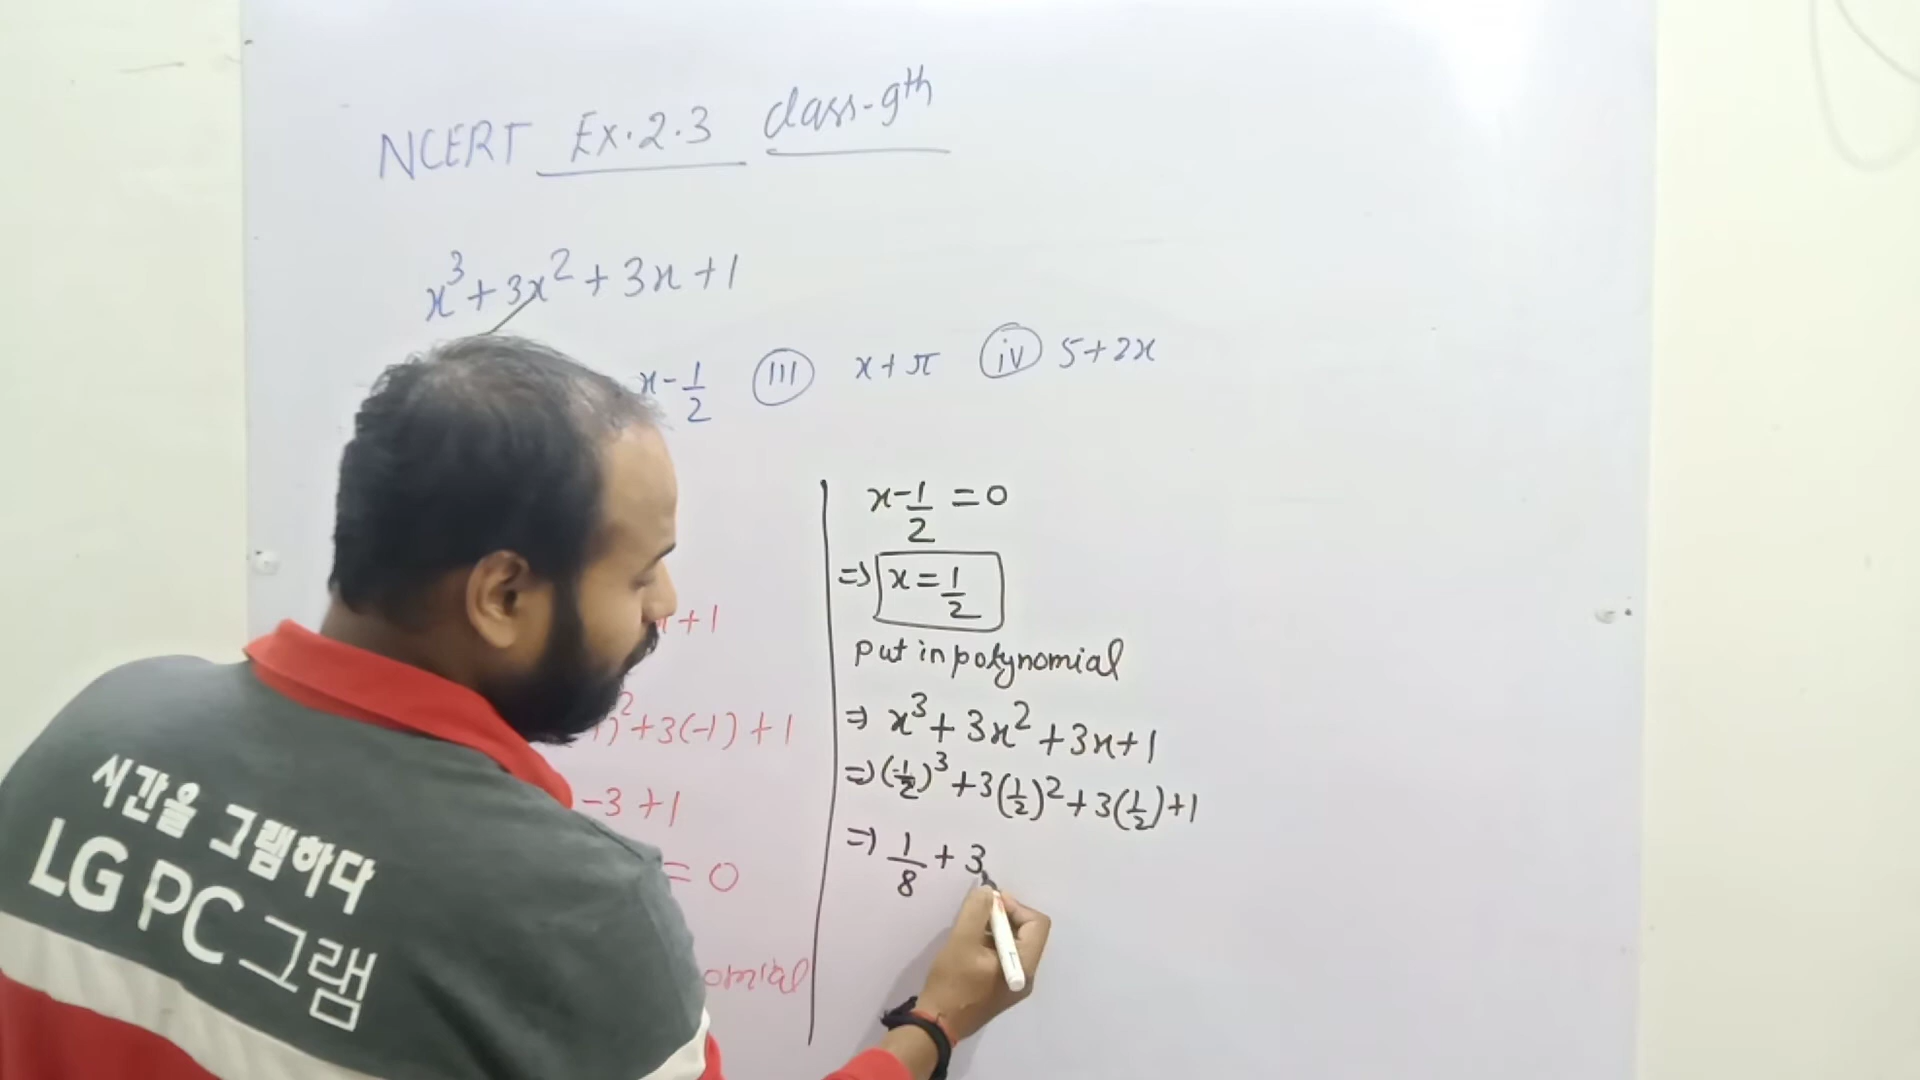 NCERT Ex. 2.3 class-9th
x³ + 3x² + 3x + 1
x - 1/2 (iii) x + π (iv) 5 + 2x
+ 1
² + 3(-1) + 1
- 3 + 1
= 0
x - 1/2 = 0
=> x = 1/2
put in polynomial
=> x³ + 3x² + 3x + 1
=> (1/2)³ + 3(1/2)² + 3(1/2) + 1
=> 1/8 + 3
시간을 그램하다
LG PC그램